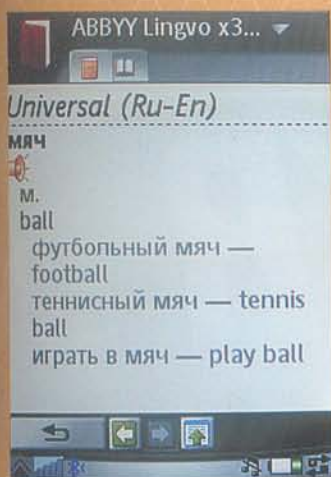 ABBYY Lingvo x3...
Universal (Ru-En)
мяч
м.
ball
футбольный мяч —
football
теннисный мяч — tennis
ball
играть в мяч — play ball